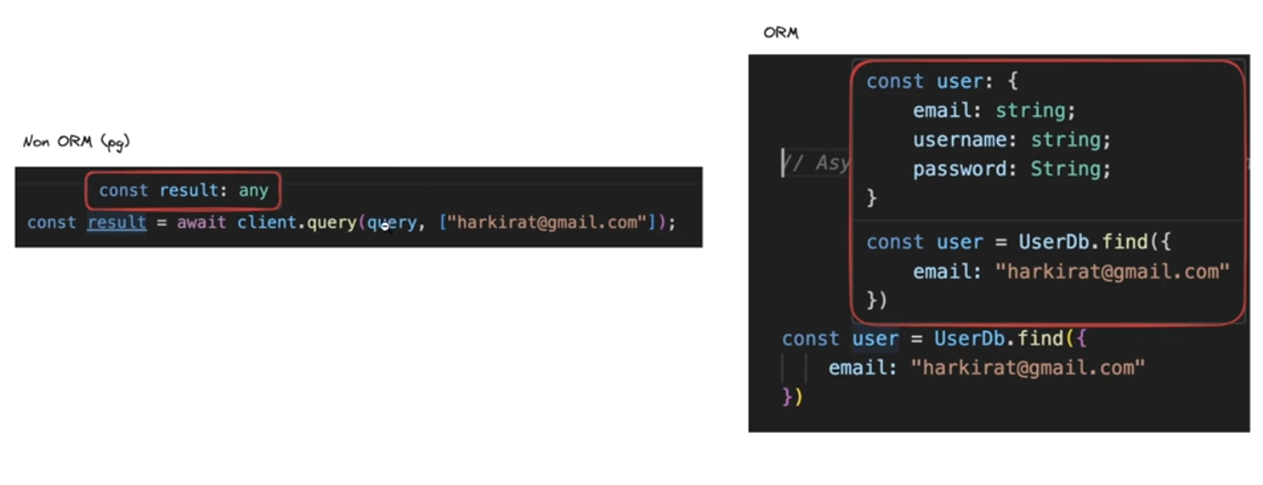 Non ORM (pg)
const result: any
const result = await client.query(query, ["harkirat@gmail.com"]);
ORM
const user: {
email: string;
username: string;
password: String;
}
// Asy
const user = UserDb.find({
email: "harkirat@gmail.com"
})
const user = UserDb.find({
email: "harkirat@gmail.com"
})